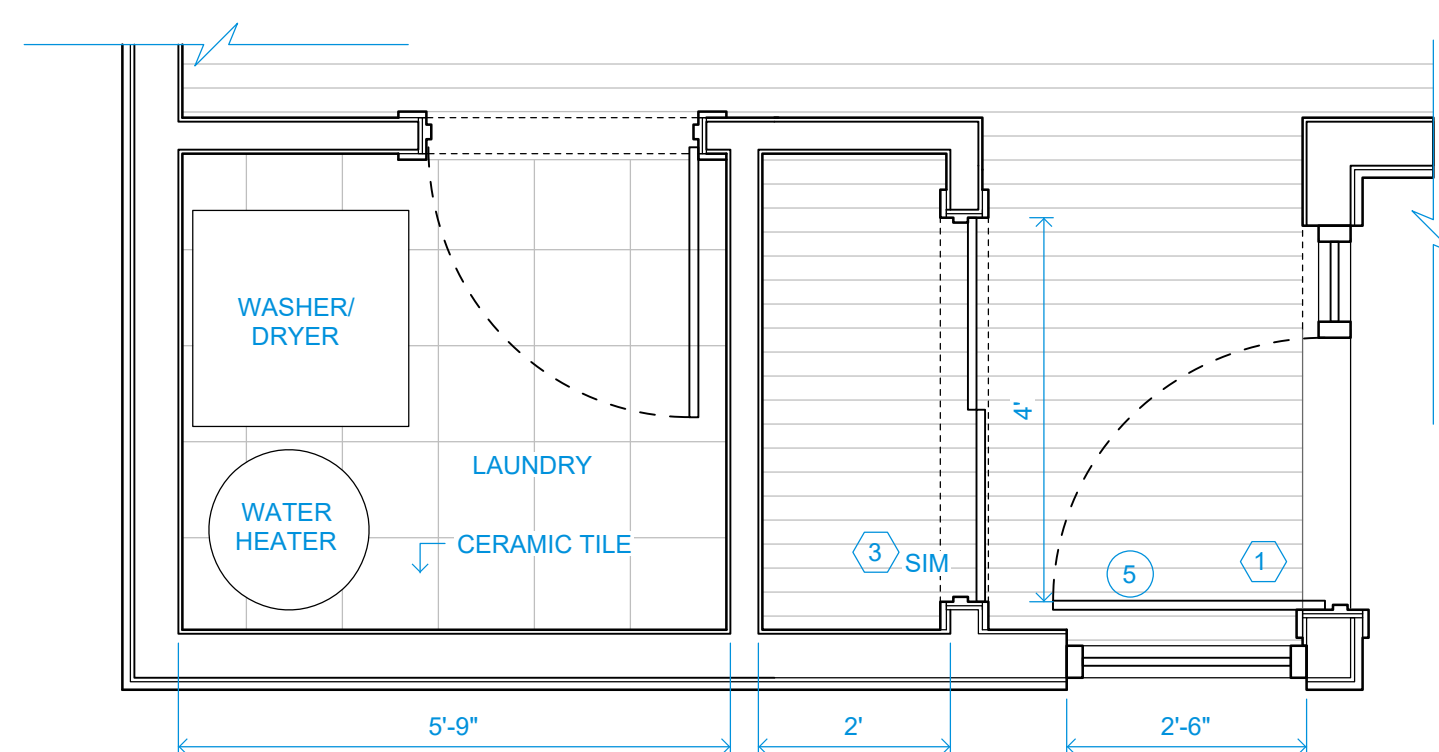 WASHER/
DRYER
4'
LAUNDRY
WATER
HEATER
CERAMIC TILE
3
SIM
5
1
5'-9"
2'
2'-6"